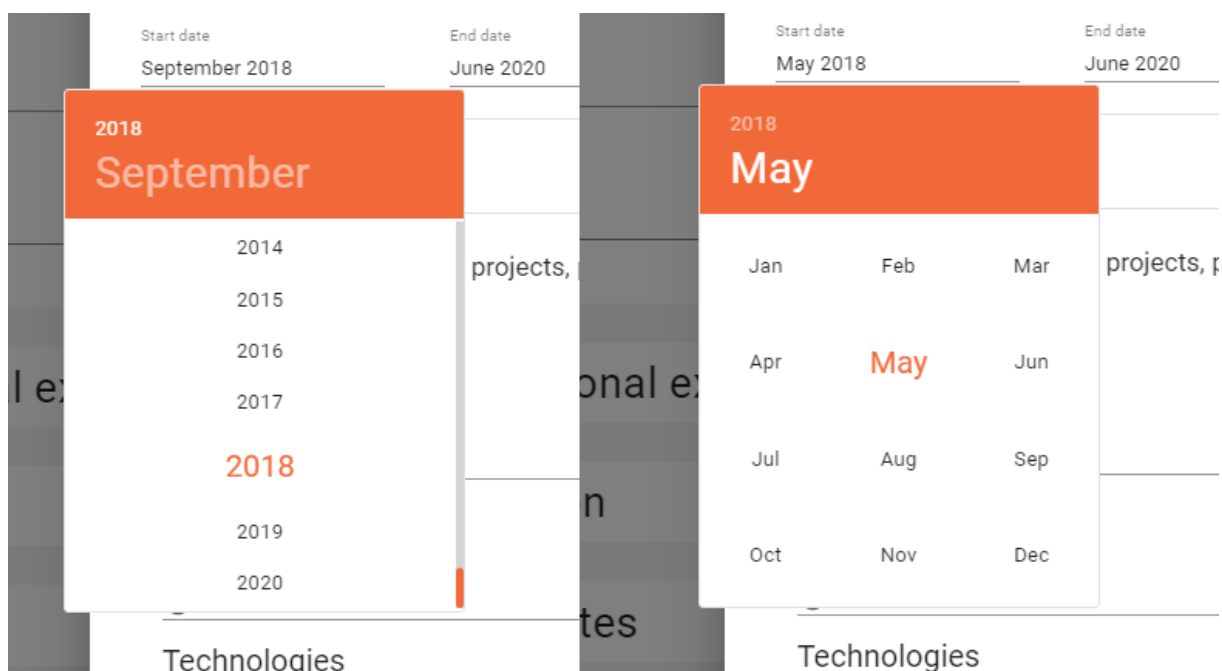 Start date
End date
September 2018
June 2020
2018
September
2014
2015
2016
2017
2018
2019
2020
projects,
Technologies
Start date
End date
May 2018
June 2020
2018
May
Jan Feb Mar
Apr May Jun
Jul Aug Sep
Oct Nov Dec
projects, p
onal ex
n
tes
Technologies